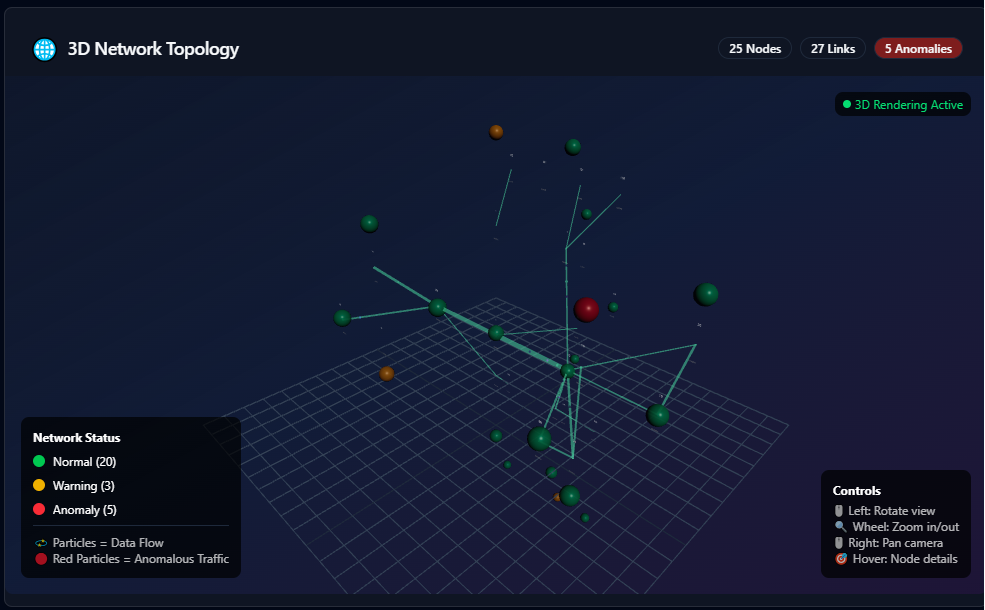 3D Network Topology
25 Nodes
27 Links
5 Anomalies
3D Rendering Active
Network Status
Normal (20)
Warning (3)
Anomaly (5)
Particles = Data Flow
Red Particles = Anomalous Traffic
Controls
Left: Rotate view
Wheel: Zoom in/out
Right: Pan camera
Hover: Node details